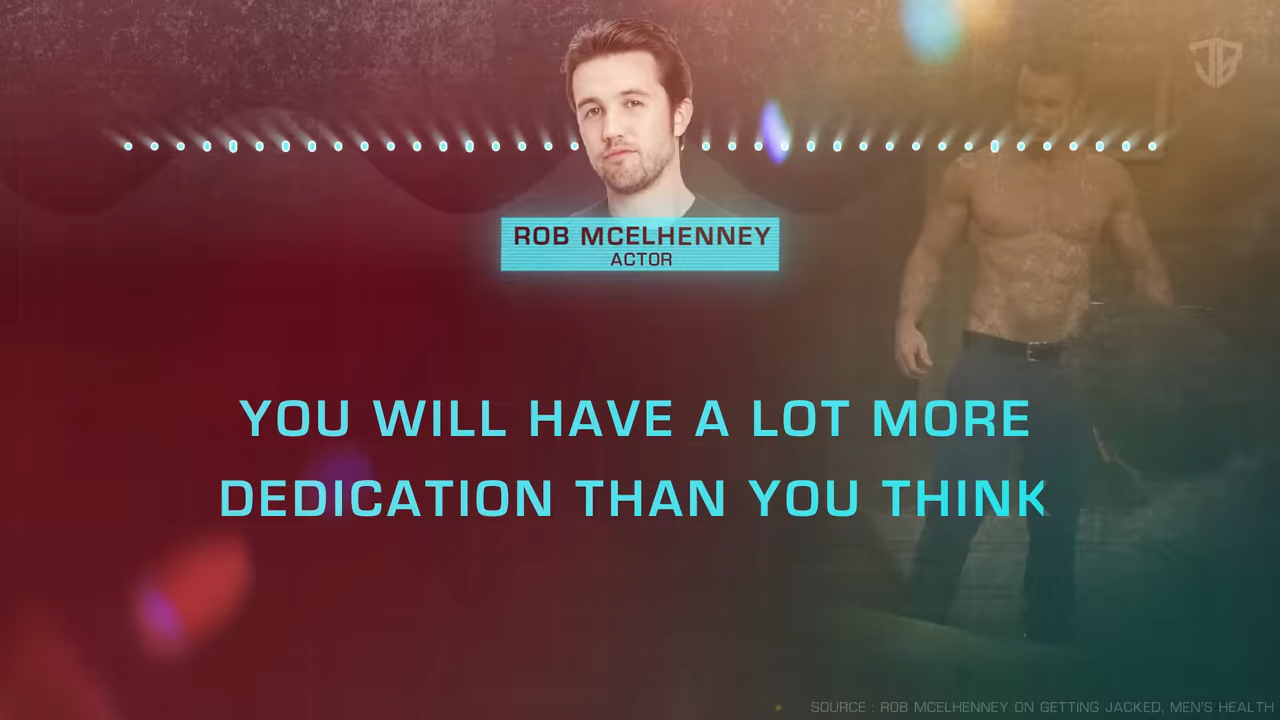 ROB MCELHENNEY
ACTOR
YOU WILL HAVE A LOT MORE
DEDICATION THAN YOU THINK
SOURCE : ROB MCELHENNEY ON GETTING JACKED, MEN'S HEALTH